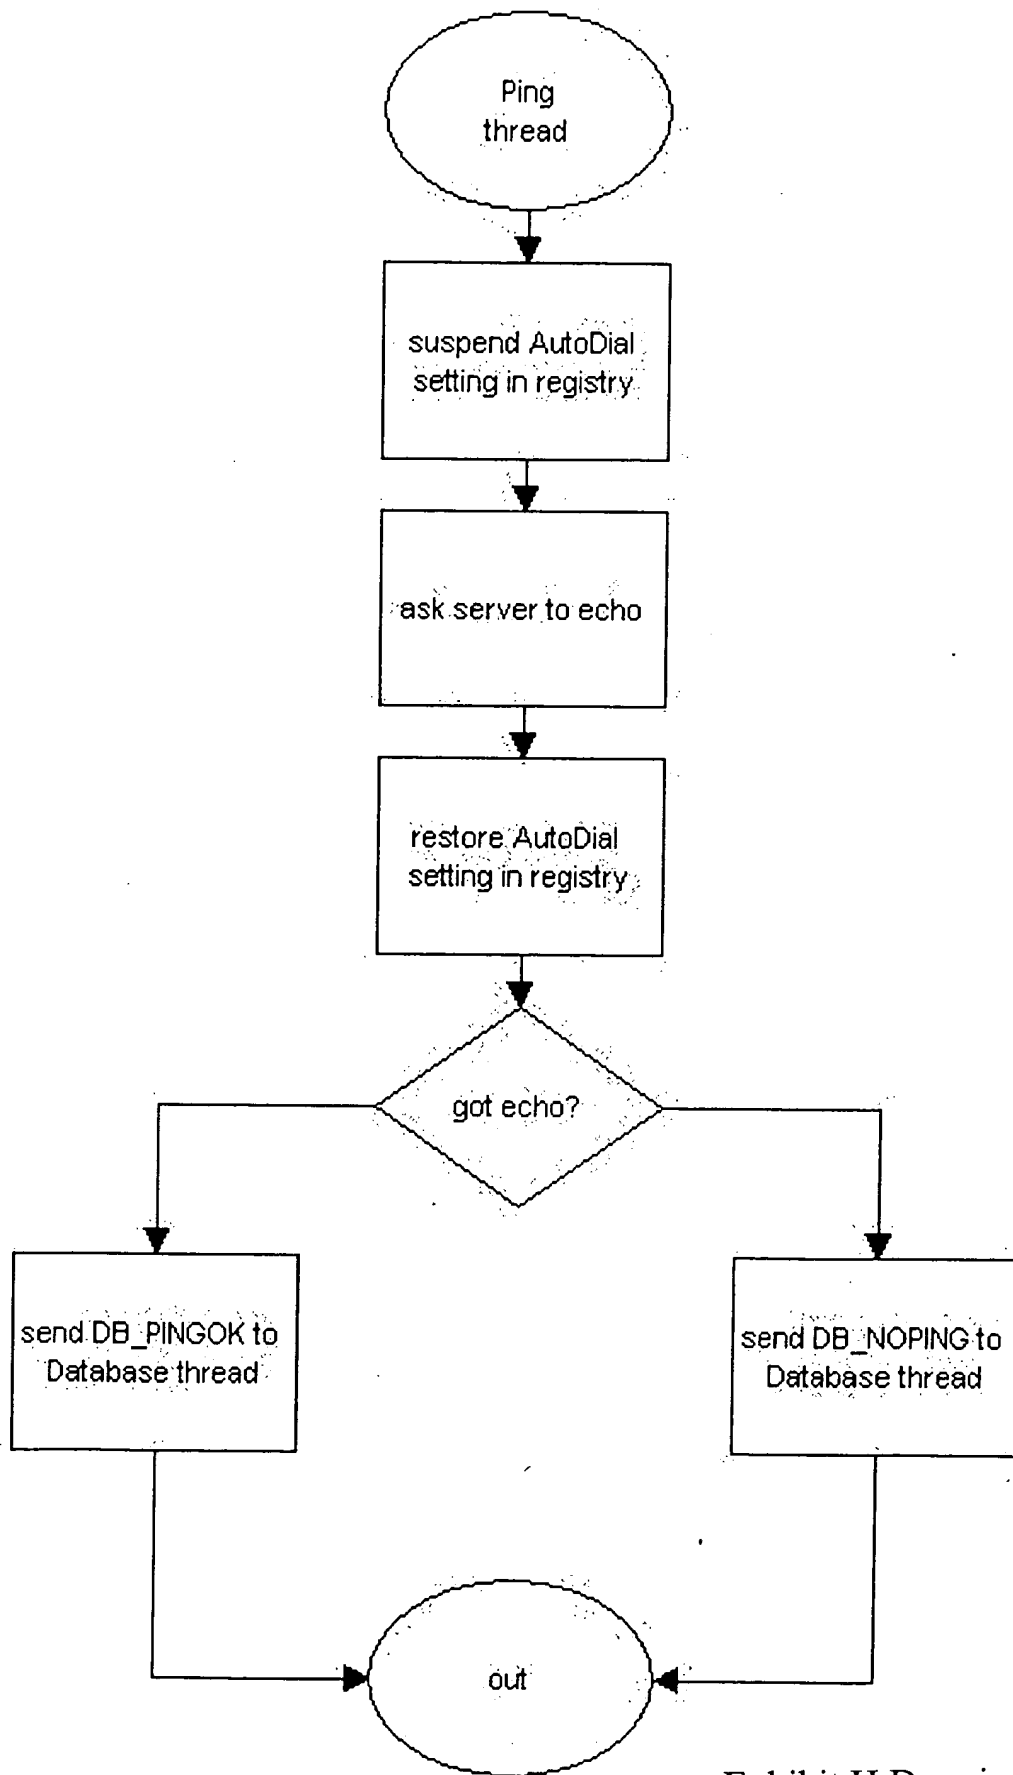 Ping
thread
suspend AutoDial
setting in registry
ask server to echo
restore AutoDial
setting in registry
got echo?
send DB_PINGOK to
Database thread
send DB_NOPING to
Database thread
out
Exhibit H